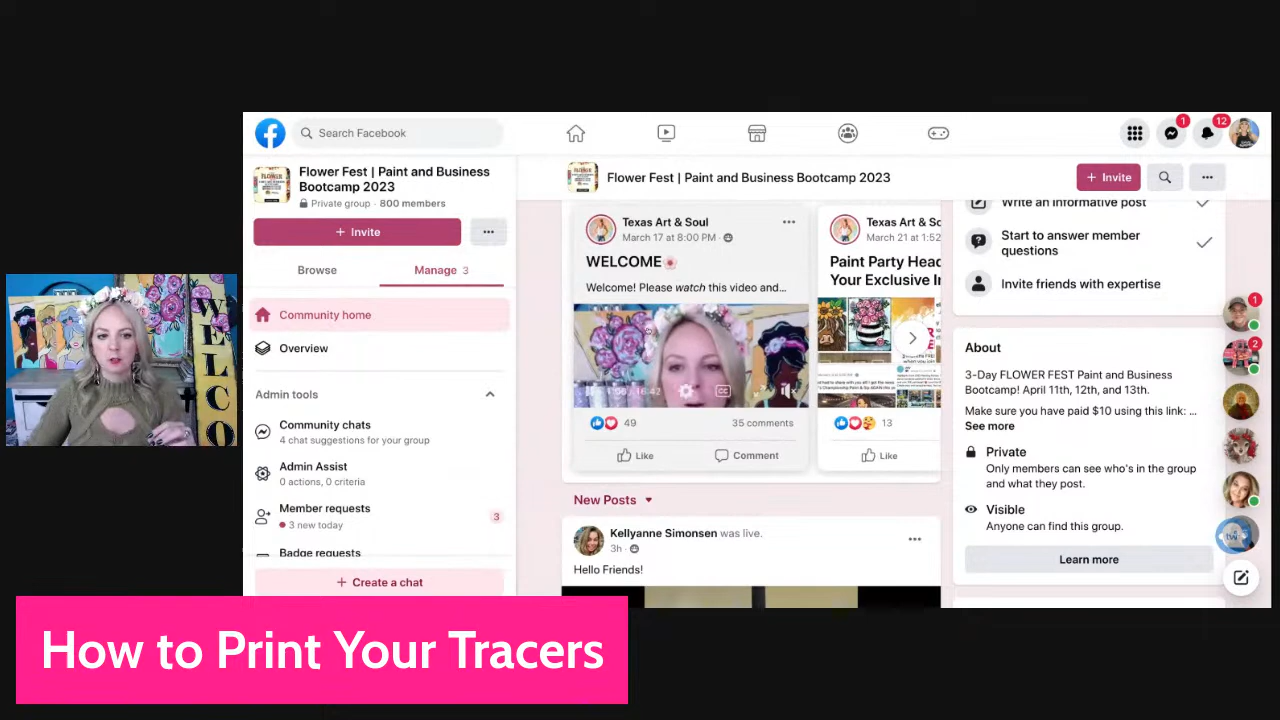 Search Facebook
1
12
Flower Fest | Paint and Business
Bootcamp 2023
Private group · 800 members
+ Invite
Browse
Manage 3
Community home
Overview
Admin tools
Community chats
4 chat suggestions for your group
Admin Assist
0 actions, 0 criteria
Member requests
3 new today
3
Badge requests
+ Create a chat
Flower Fest | Paint and Business Bootcamp 2023
+ Invite
Texas Art & Soul
March 17 at 8:00 PM ·
WELCOME
Welcome! Please watch this video and...
49
35 comments
Like
Comment
Texas Art & So
March 21 at 1:52
Paint Party Head
Your Exclusive In
13
Like
New Posts
Kellyanne Simonsen was live.
3h ·
Hello Friends!
Write an informative post
Start to answer member
questions
Invite friends with expertise
About
3-Day FLOWER FEST Paint and Business
Bootcamp! April 11th, 12th, and 13th.
Make sure you have paid $10 using this link: ...
See more
Private
Only members can see who's in the group
and what they post.
Visible
Anyone can find this group.
Learn more
1
2
WELCO
How to Print Your Tracers